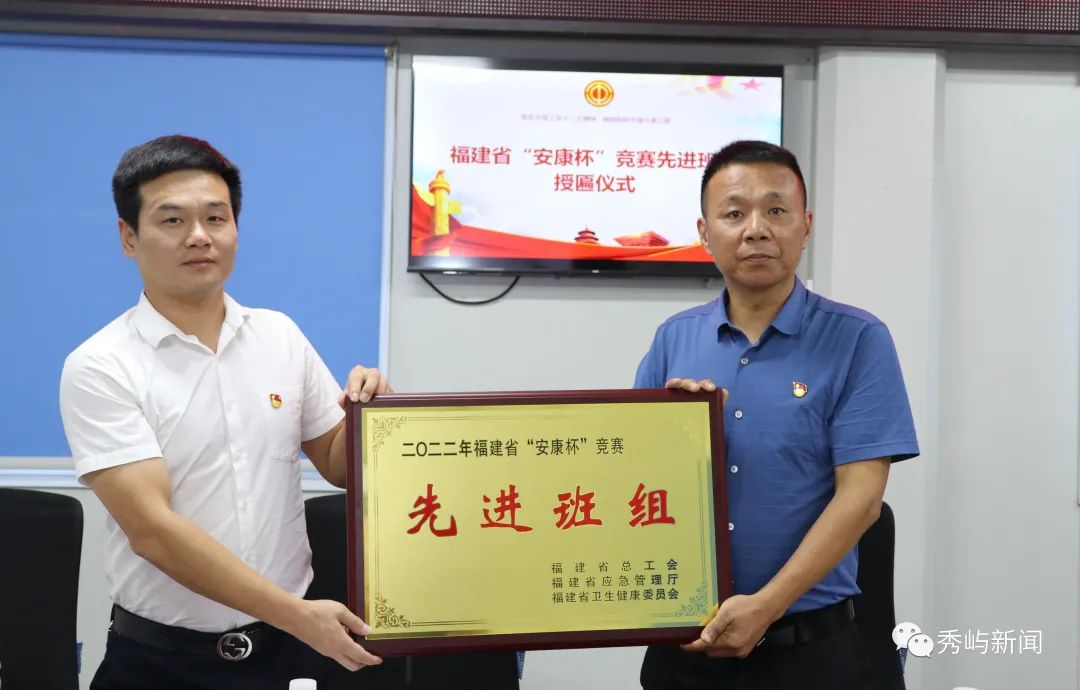 福建省“安康杯”竞赛先进班
授匾仪式
二〇二二年福建省“安康杯”竞赛
先进班组
福建省总工会
福建省应急管理厅
福建省卫生健康委员会
秀屿新闻